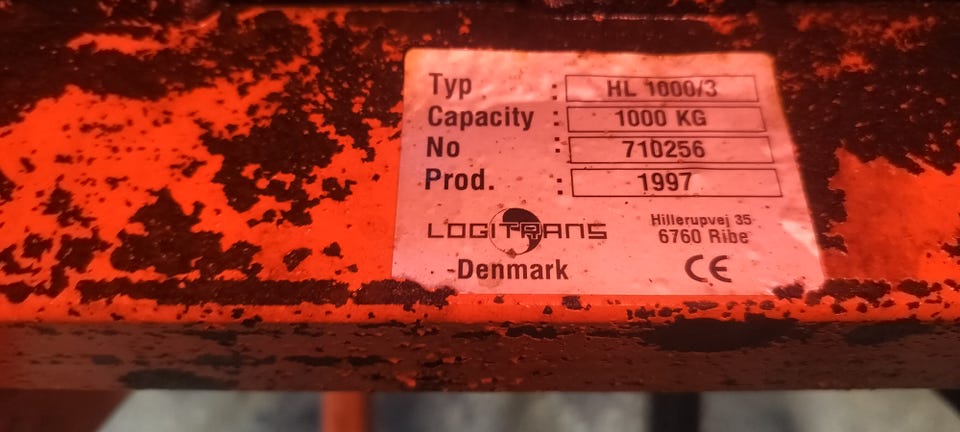 Typ : HL 1000/3
Capacity : 1000 KG
No : 710256
Prod. : 1997
LOGITRANS
Hillerupvej 35
6760 Ribe
-Denmark
CE